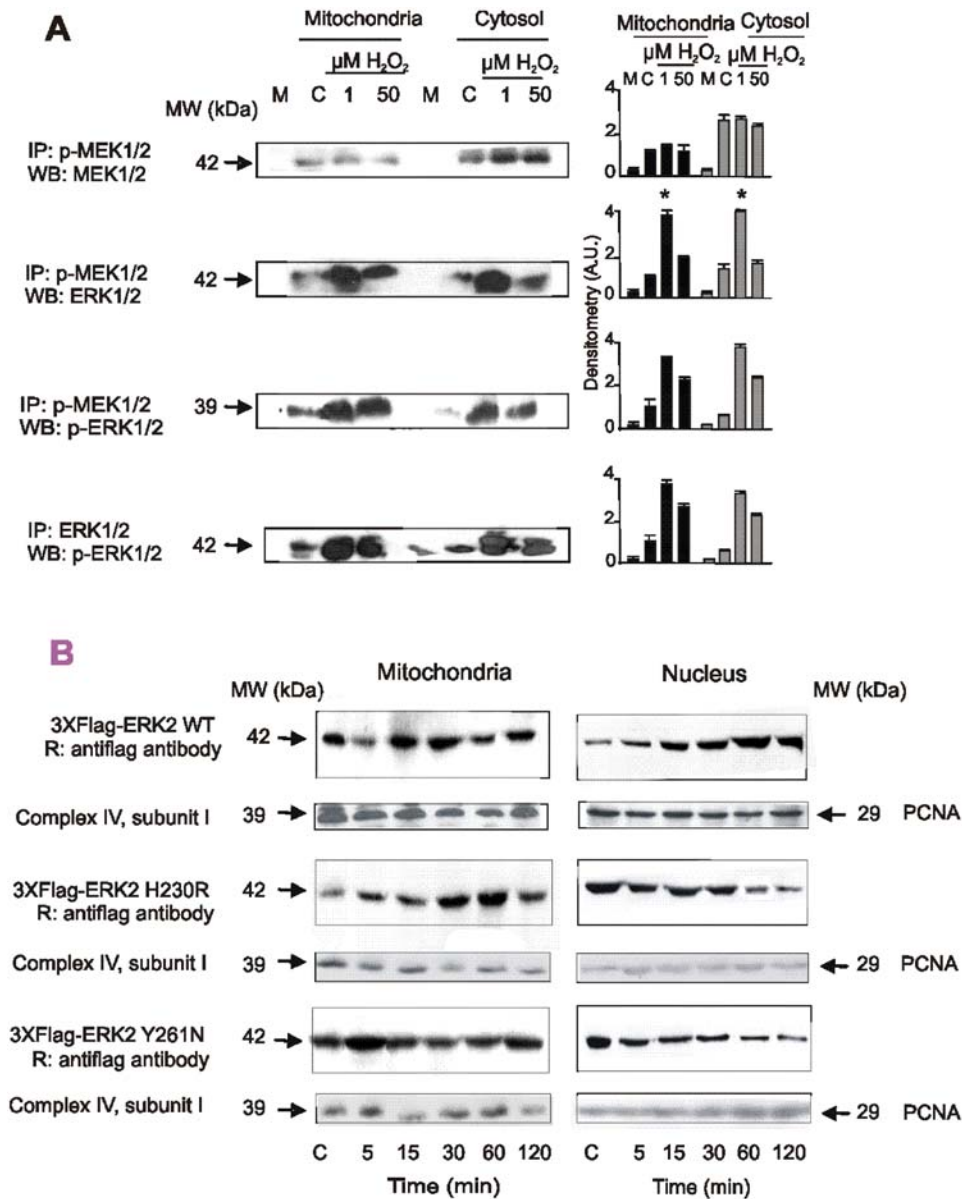 A
Mitochondria Cytosol
µM H2O2 µM H2O2
M C 1 50 M C 1 50
MW (kDa)
Mitochondria Cytosol
µM H2O2 µM H2O2
M C 1 50 M C 1 50
IP: p-MEK1/2
WB: MEK1/2
42
4
2
0
IP: p-MEK1/2
WB: ERK1/2
42
* *
4
2
0
Densitometry (A.U.)
IP: p-MEK1/2
WB: p-ERK1/2
39
4
2
0
IP: ERK1/2
WB: p-ERK1/2
42
4
2
0
B
Mitochondria Nucleus
MW (kDa) MW (kDa)
3XFlag-ERK2 WT
R: antiflag antibody
42
Complex IV, subunit I 39 29 PCNA
3XFlag-ERK2 H230R
R: antiflag antibody
42
Complex IV, subunit I 39 29 PCNA
3XFlag-ERK2 Y261N
R: antiflag antibody
42
Complex IV, subunit I 39 29 PCNA
C 5 15 30 60 120 C 5 15 30 60 120
Time (min) Time (min)